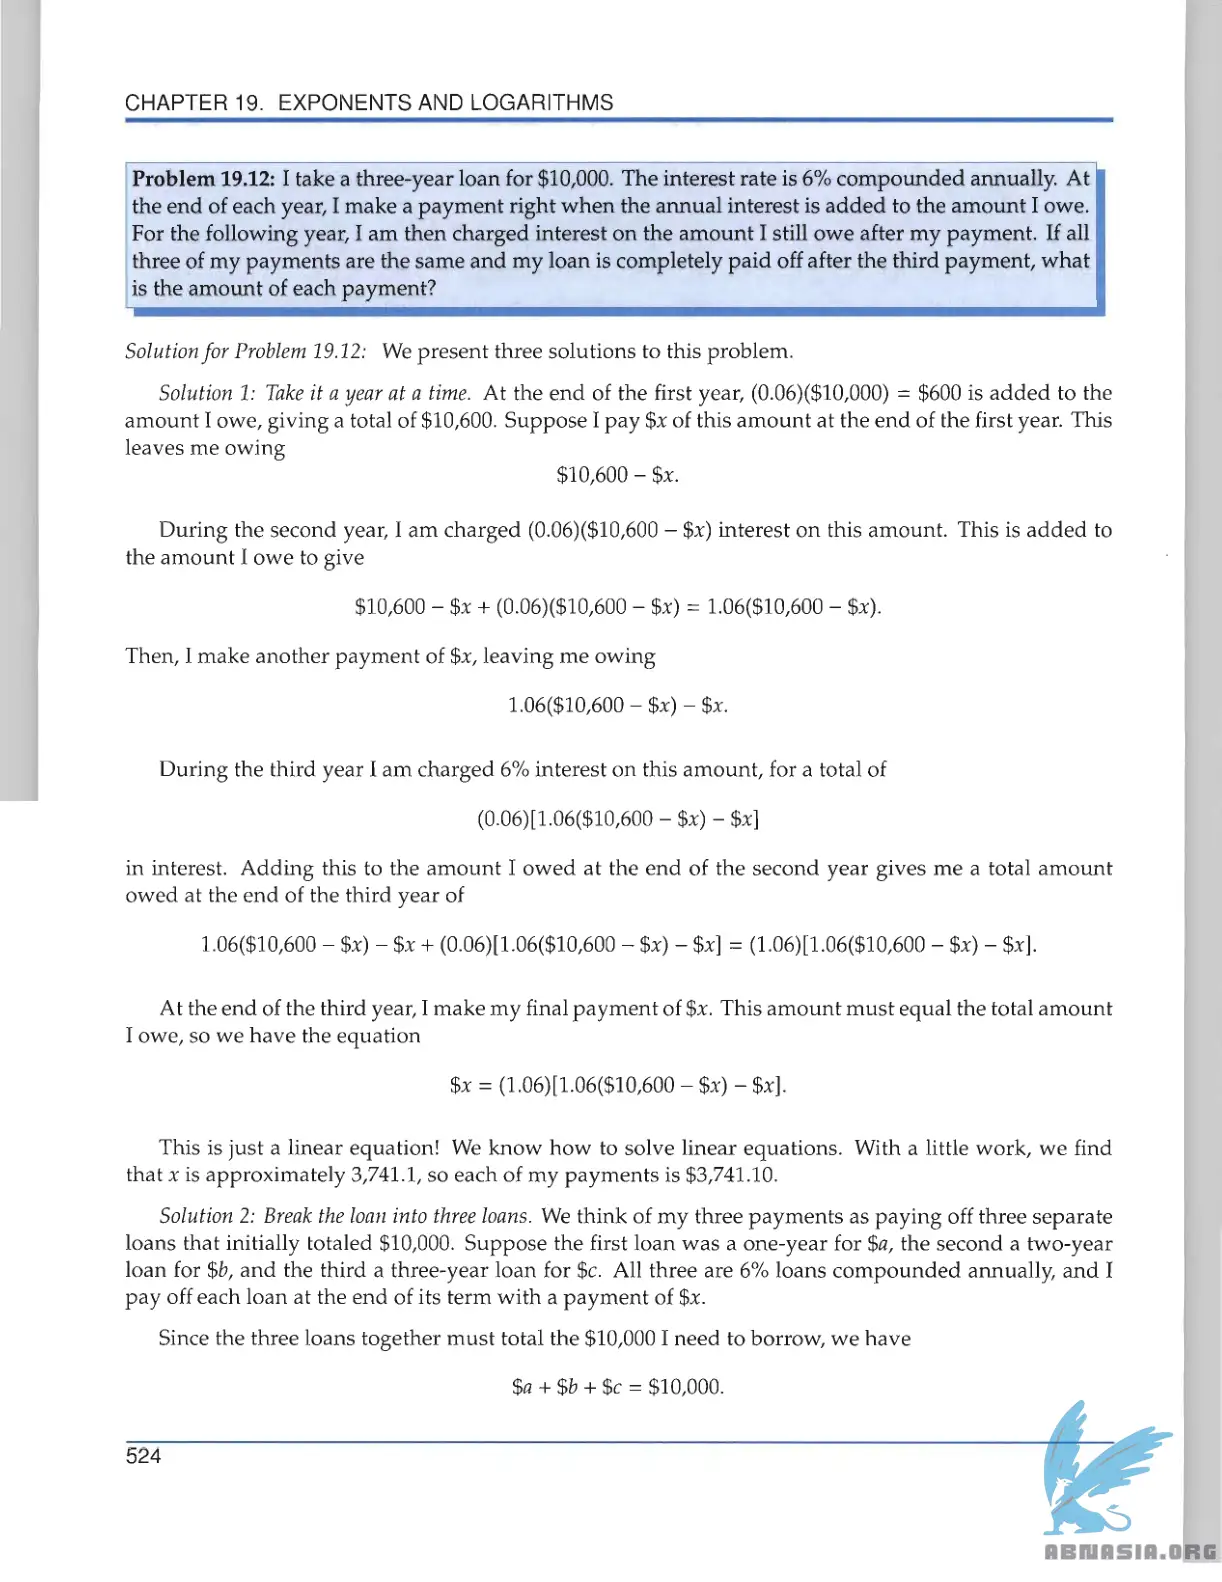 CHAPTER 19. EXPONENTS AND LOGARITHMS
Problem 19.12: I take a three-year loan for $10,000. The interest rate is 6% compounded annually. At
the end of each year, I make a payment right when the annual interest is added to the amount I owe.
For the following year, I am then charged interest on the amount I still owe after my payment. If all
three of my payments are the same and my loan is completely paid off after the third payment, what
is the amount of each payment?
Solution for Problem 19.12: We present three solutions to this problem.
Solution 1: Take it a year at a time. At the end of the first year, (0.06)($10,000) = $600 is added to the
amount I owe, giving a total of $10,600. Suppose I pay $x of this amount at the end of the first year. This
leaves me owing
$10,600 – $x.
During the second year, I am charged (0.06)($10,600 – $x) interest on this amount. This is added to
the amount I owe to give
$10,600 – $x + (0.06)($10,600 – $x) = 1.06($10,600 – $x).
Then, I make another payment of $x, leaving me owing
1.06($10,600 – $x) – $x.
During the third year I am charged 6% interest on this amount, for a total of
(0.06)[1.06($10,600 – $x) – $x]
in interest. Adding this to the amount I owed at the end of the second year gives me a total amount
owed at the end of the third year of
1.06($10,600 – $x) – $x + (0.06)[1.06($10,600 – $x) – $x] = (1.06)[1.06($10,600 – $x) – $x].
At the end of the third year, I make my final payment of $x. This amount must equal the total amount
I owe, so we have the equation
$x = (1.06)[1.06($10,600 – $x) – $x].
This is just a linear equation! We know how to solve linear equations. With a little work, we find
that x is approximately 3,741.1, so each of my payments is $3,741.10.
Solution 2: Break the loan into three loans. We think of my three payments as paying off three separate
loans that initially totaled $10,000. Suppose the first loan was a one-year for $a, the second a two-year
loan for $b, and the third a three-year loan for $c. All three are 6% loans compounded annually, and I
pay off each loan at the end of its term with a payment of $x.
Since the three loans together must total the $10,000 I need to borrow, we have
$a + $b + $c = $10,000.
524
ABNASIA.ORG